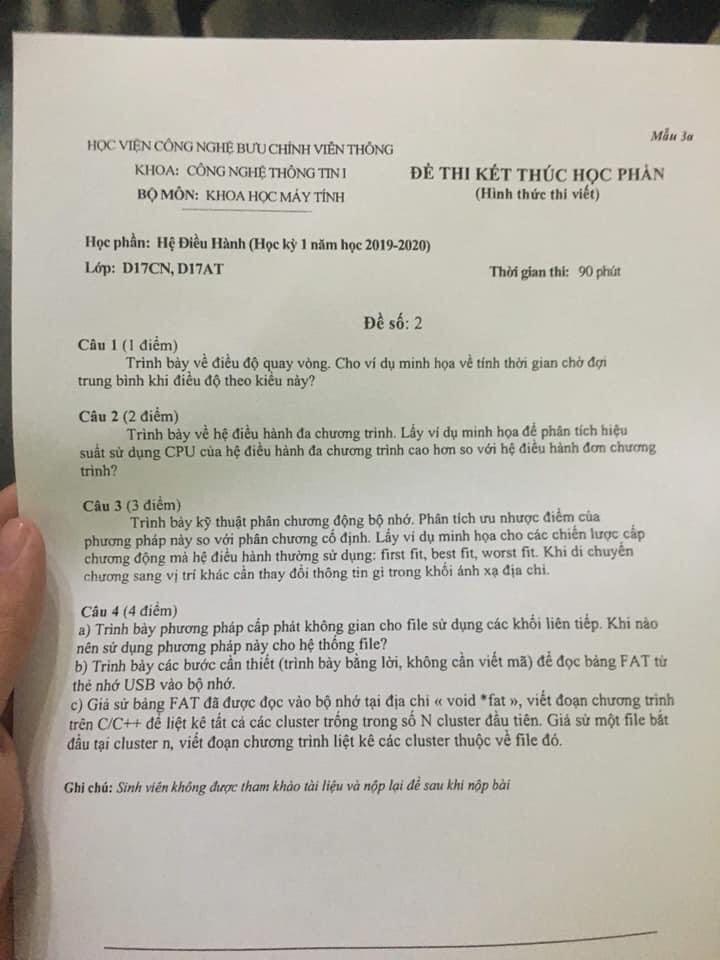 Mẫu 3a
HỌC VIỆN CÔNG NGHỆ BƯU CHÍNH VIỄN THÔNG
KHOA: CÔNG NGHỆ THÔNG TIN I
BỘ MÔN: KHOA HỌC MÁY TÍNH
ĐỀ THI KẾT THÚC HỌC PHẦN
(Hình thức thi viết)
Học phần: Hệ Điều Hành (Học kỳ 1 năm học 2019-2020)
Lớp: D17CN, D17AT
Thời gian thi: 90 phút
Đề số: 2
Câu 1 (1 điểm)
Trình bày về điều độ quay vòng. Cho ví dụ minh họa về tính thời gian chờ đợi
trung bình khi điều độ theo kiểu này?
Câu 2 (2 điểm)
Trình bày về hệ điều hành đa chương trình. Lấy ví dụ minh họa để phân tích hiệu
suất sử dụng CPU của hệ điều hành đa chương trình cao hơn so với hệ điều hành đơn chương
trình?
Câu 3 (3 điểm)
Trình bày kỹ thuật phân chương động bộ nhớ. Phân tích ưu nhược điểm của
phương pháp này so với phân chương cố định. Lấy ví dụ minh họa cho các chiến lược cấp
chương động mà hệ điều hành thường sử dụng: first fit, best fit, worst fit. Khi di chuyển
chương sang vị trí khác cần thay đổi thông tin gì trong khối ánh xạ địa chỉ.
Câu 4 (4 điểm)
a) Trình bày phương pháp cấp phát không gian cho file sử dụng các khối liên tiếp. Khi nào
nên sử dụng phương pháp này cho hệ thống file?
b) Trình bày các bước cần thiết (trình bày bằng lời, không cần viết mã) để đọc bảng FAT từ
thẻ nhớ USB vào bộ nhớ.
c) Giả sử bảng FAT đã được đọc vào bộ nhớ tại địa chỉ « void *fat », viết đoạn chương trình
trên C/C++ để liệt kê tất cả các cluster trống trong số N cluster đầu tiên. Giả sử một file bắt
đầu tại cluster n, viết đoạn chương trình liệt kê các cluster thuộc về file đó.
Ghi chú: Sinh viên không được tham khảo tài liệu và nộp lại đề sau khi nộp bài